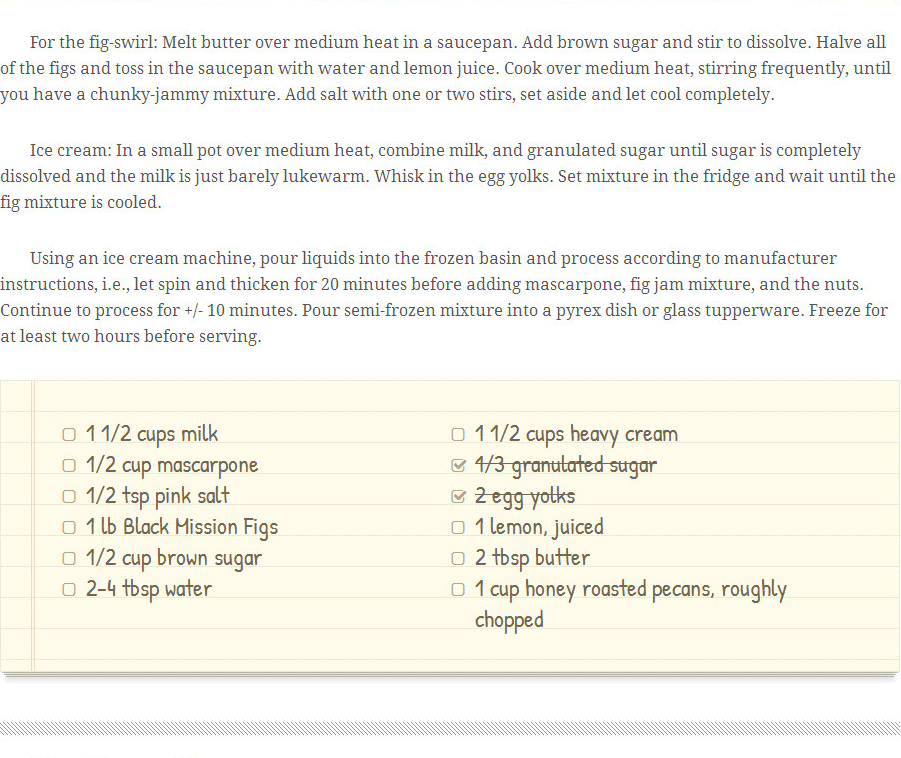 For the fig-swirl: Melt butter over medium heat in a saucepan. Add brown sugar and stir to dissolve. Halve all
of the figs and toss in the saucepan with water and lemon juice. Cook over medium heat, stirring frequently, until
you have a chunky-jammy mixture. Add salt with one or two stirs, set aside and let cool completely.
Ice cream: In a small pot over medium heat, combine milk, and granulated sugar until sugar is completely
dissolved and the milk is just barely lukewarm. Whisk in the egg yolks. Set mixture in the fridge and wait until the
fig mixture is cooled.
Using an ice cream machine, pour liquids into the frozen basin and process according to manufacturer
instructions, i.e., let spin and thicken for 20 minutes before adding mascarpone, fig jam mixture, and the nuts.
Continue to process for +/- 10 minutes. Pour semi-frozen mixture into a pyrex dish or glass tupperware. Freeze for
at least two hours before serving.
1 1/2 cups milk
1/2 cup mascarpone
1/2 tsp pink salt
1 lb Black Mission Figs
1/2 cup brown sugar
2-4 tbsp water
1 1/2 cups heavy cream
1/3 granulated sugar
2 egg yolks
1 lemon, juiced
2 tbsp butter
1 cup honey roasted pecans, roughly
chopped